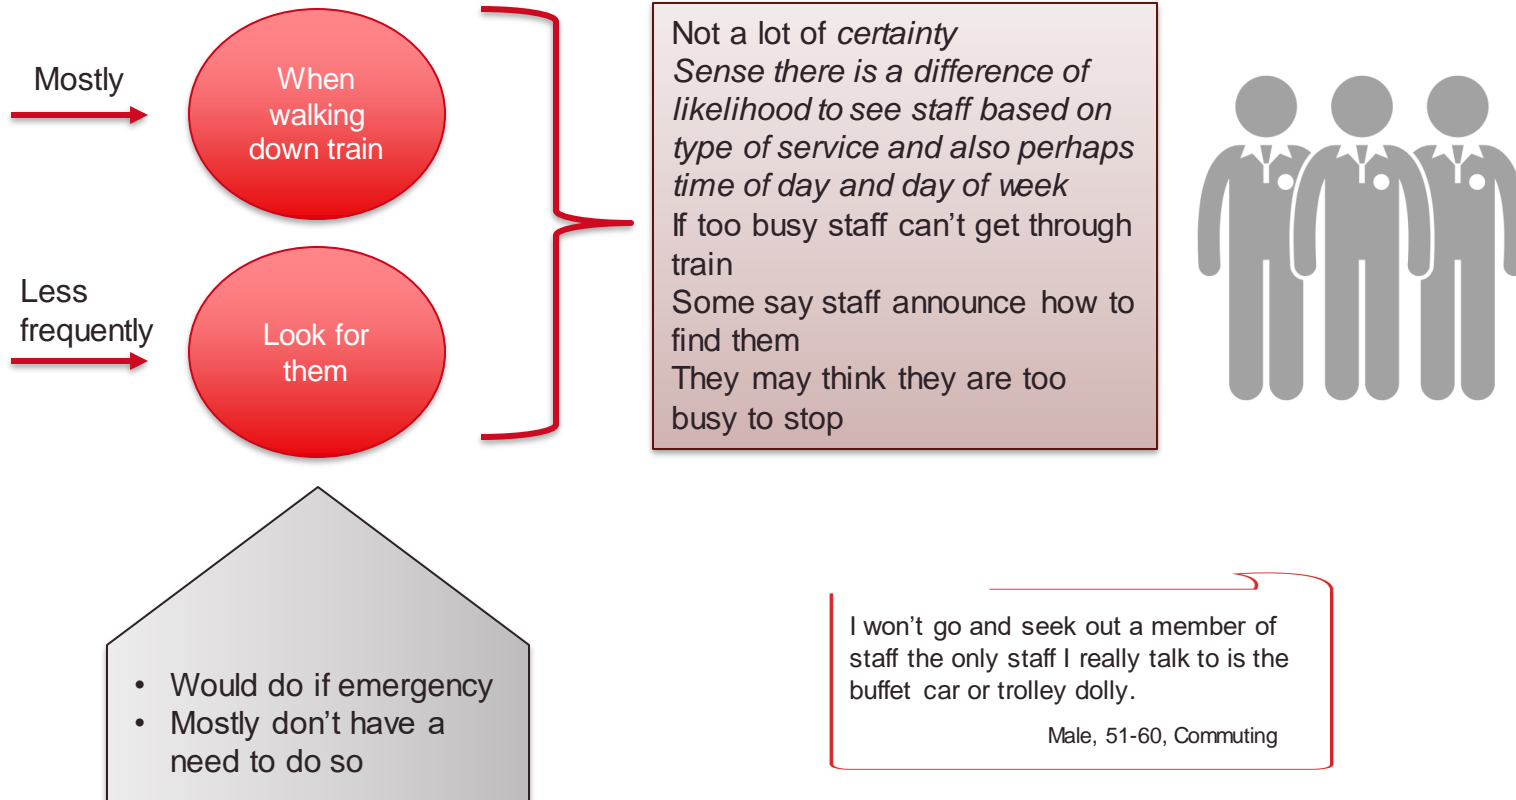 Mostly
When
walking
down train
Less
frequently
Look for
them
Not a lot of certainty
Sense there is a difference of
likelihood to see staff based on
type of service and also perhaps
time of day and day of week
If too busy staff can't get through
train
Some say staff announce how to
find them
They may think they are too
busy to stop
• Would do if emergency
• Mostly don't have a
need to do so
I won't go and seek out a member of
staff the only staff I really talk to is the
buffet car or trolley dolly.
Male, 51-60, Commuting